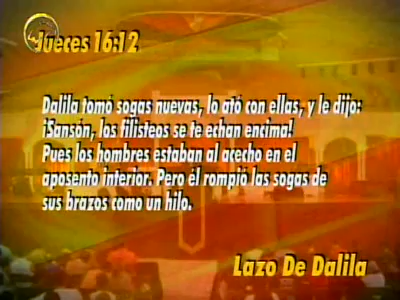 Jueces 16:12
Dalila tomó sogas nuevas, lo ató con ellas, y le dijo:
¡Sansón, los filisteos se te echan encima!
Pues los hombres estaban al acecho en el
aposento interior. Pero él rompió las sogas de
sus brazos como un hilo.
Lazo De Dalila